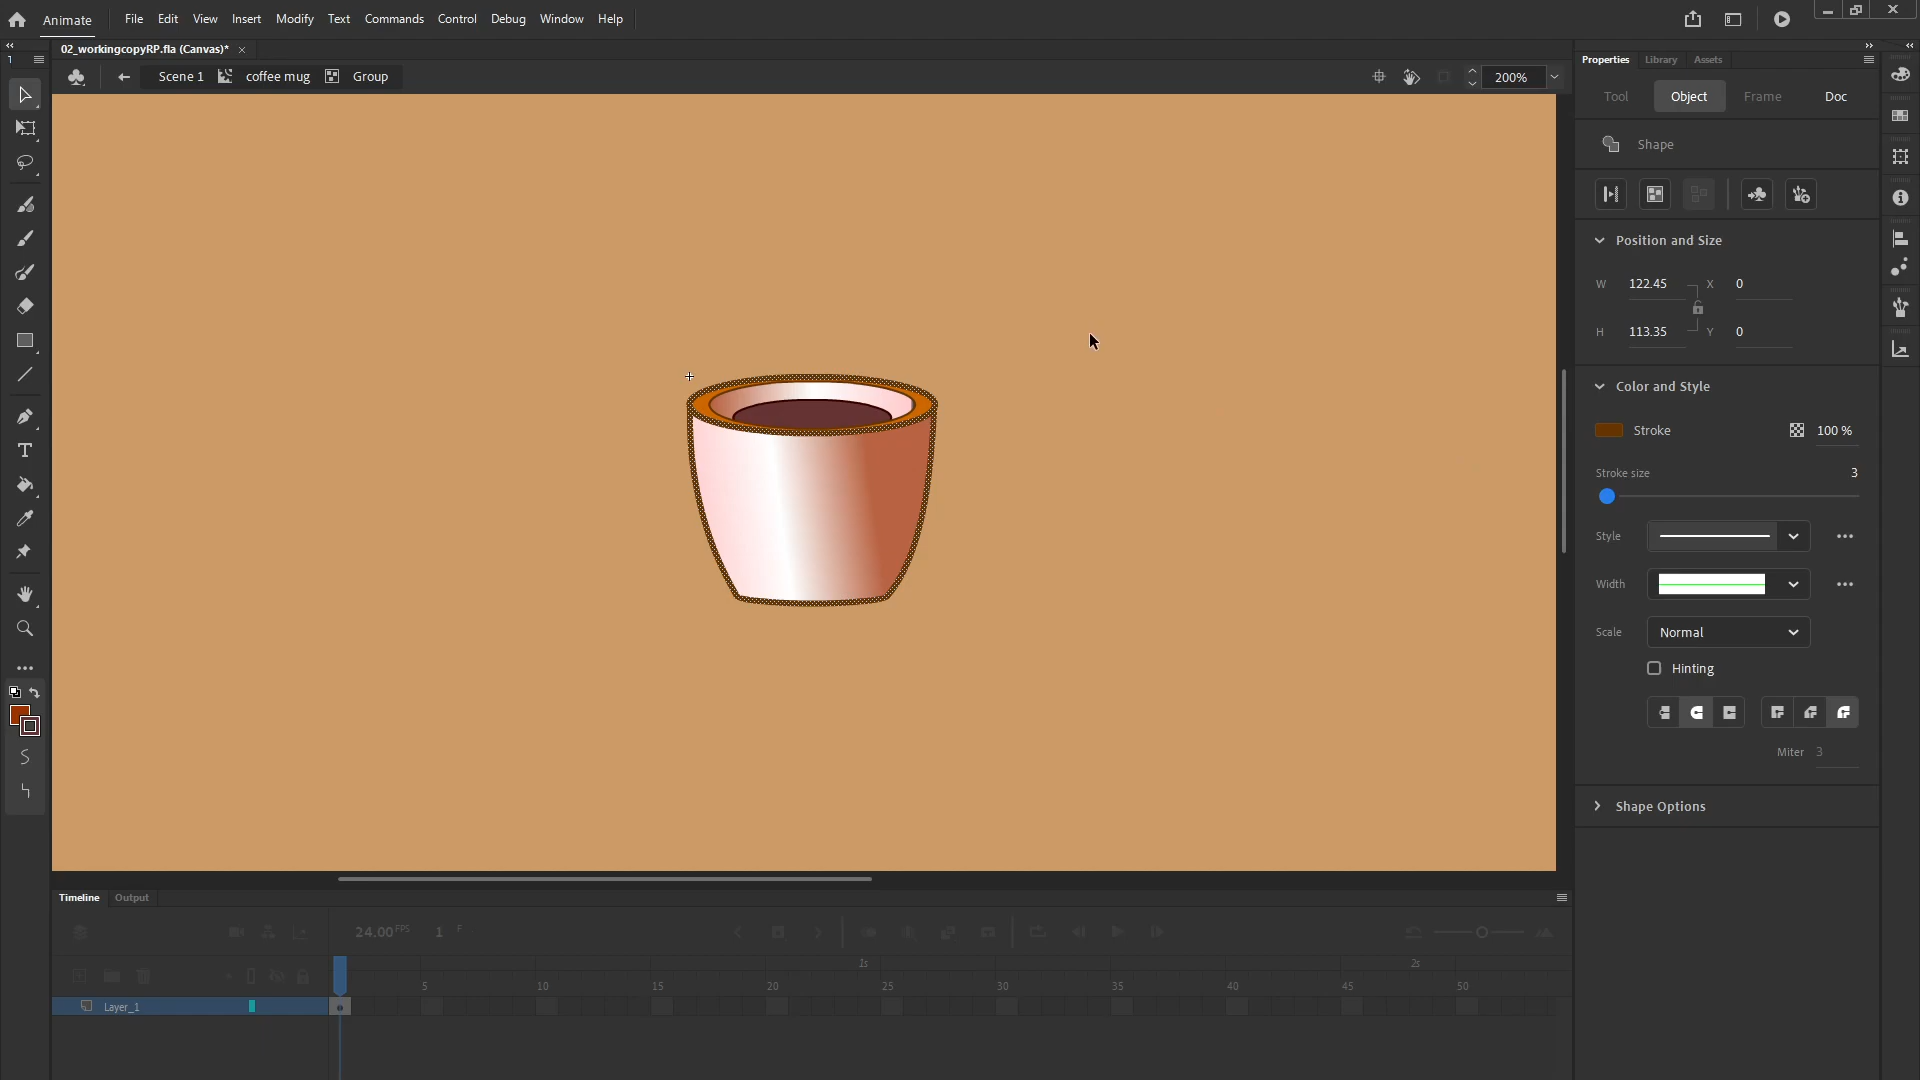 Animate File Edit View Insert Modify Text Commands Control Debug Window Help
02_workingcopyRP.fla (Canvas)* ×
1
Scene 1 coffee mug Group 200%
Properties Library Assets
Tool Object Frame Doc
Shape
Position and Size
W 122.45 X 0
H 113.35 Y 0
Color and Style
Stroke 100 %
Stroke size 3
Style
Width
Scale Normal
Hinting
Miter 3
Shape Options
Timeline Output
24.00 FPS 1 F
1s 2s
5 10 15 20 25 30 35 40 45 50
Layer_1